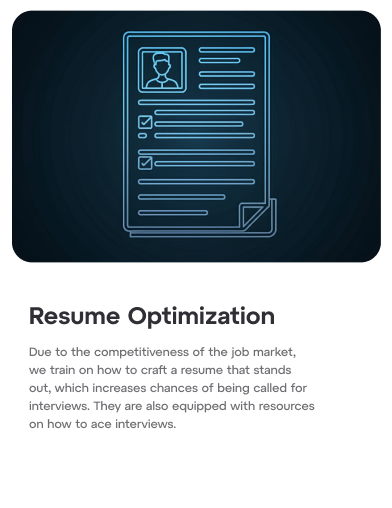 Resume Optimization
Due to the competitiveness of the job market,
we train on how to craft a resume that stands
out, which increases chances of being called for
interviews. They are also equipped with resources
on how to ace interviews.